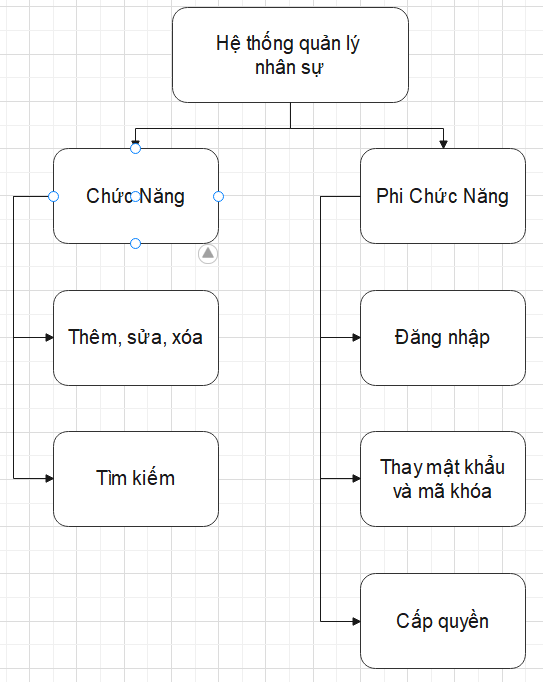 Hệ thống quản lý
nhân sự
Chức Năng
Phi Chức Năng
Thêm, sửa, xóa
Đăng nhập
Tìm kiếm
Thay mật khẩu
và mã khóa
Cấp quyền